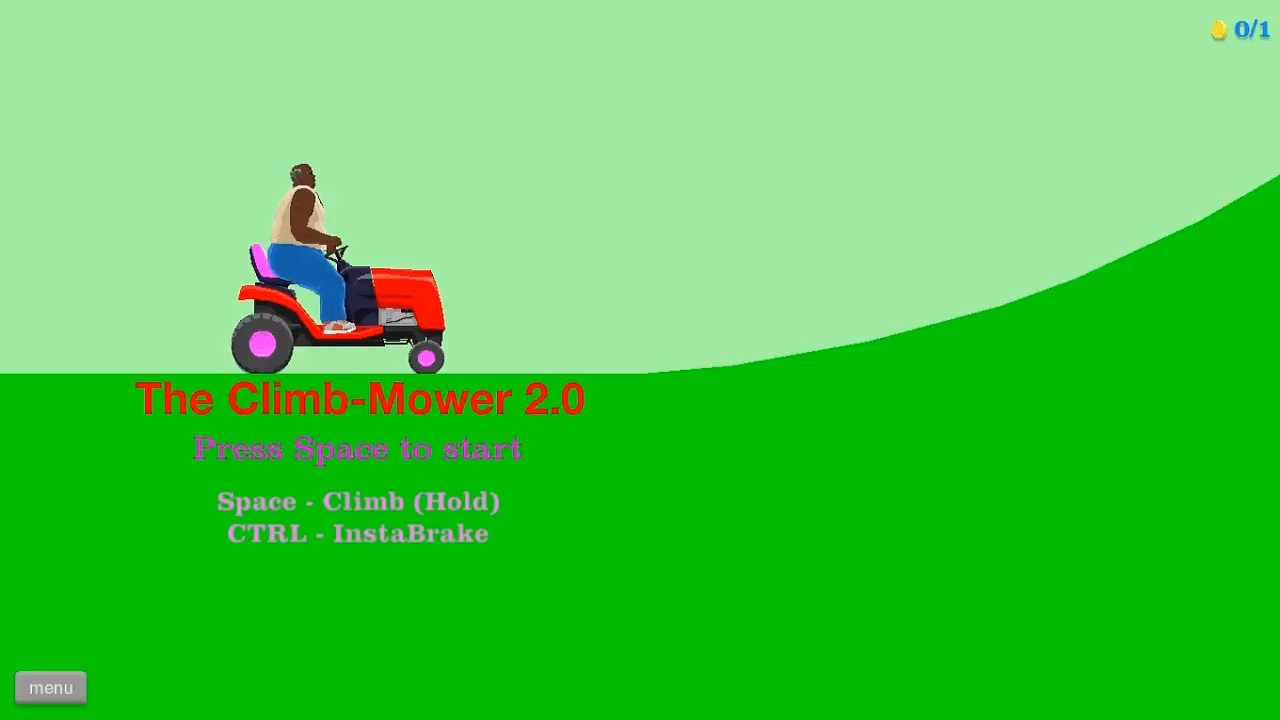 0/1
The Climb-Mower 2.0
Press Space to start
Space - Climb (Hold)
CTRL - InstaBrake
menu